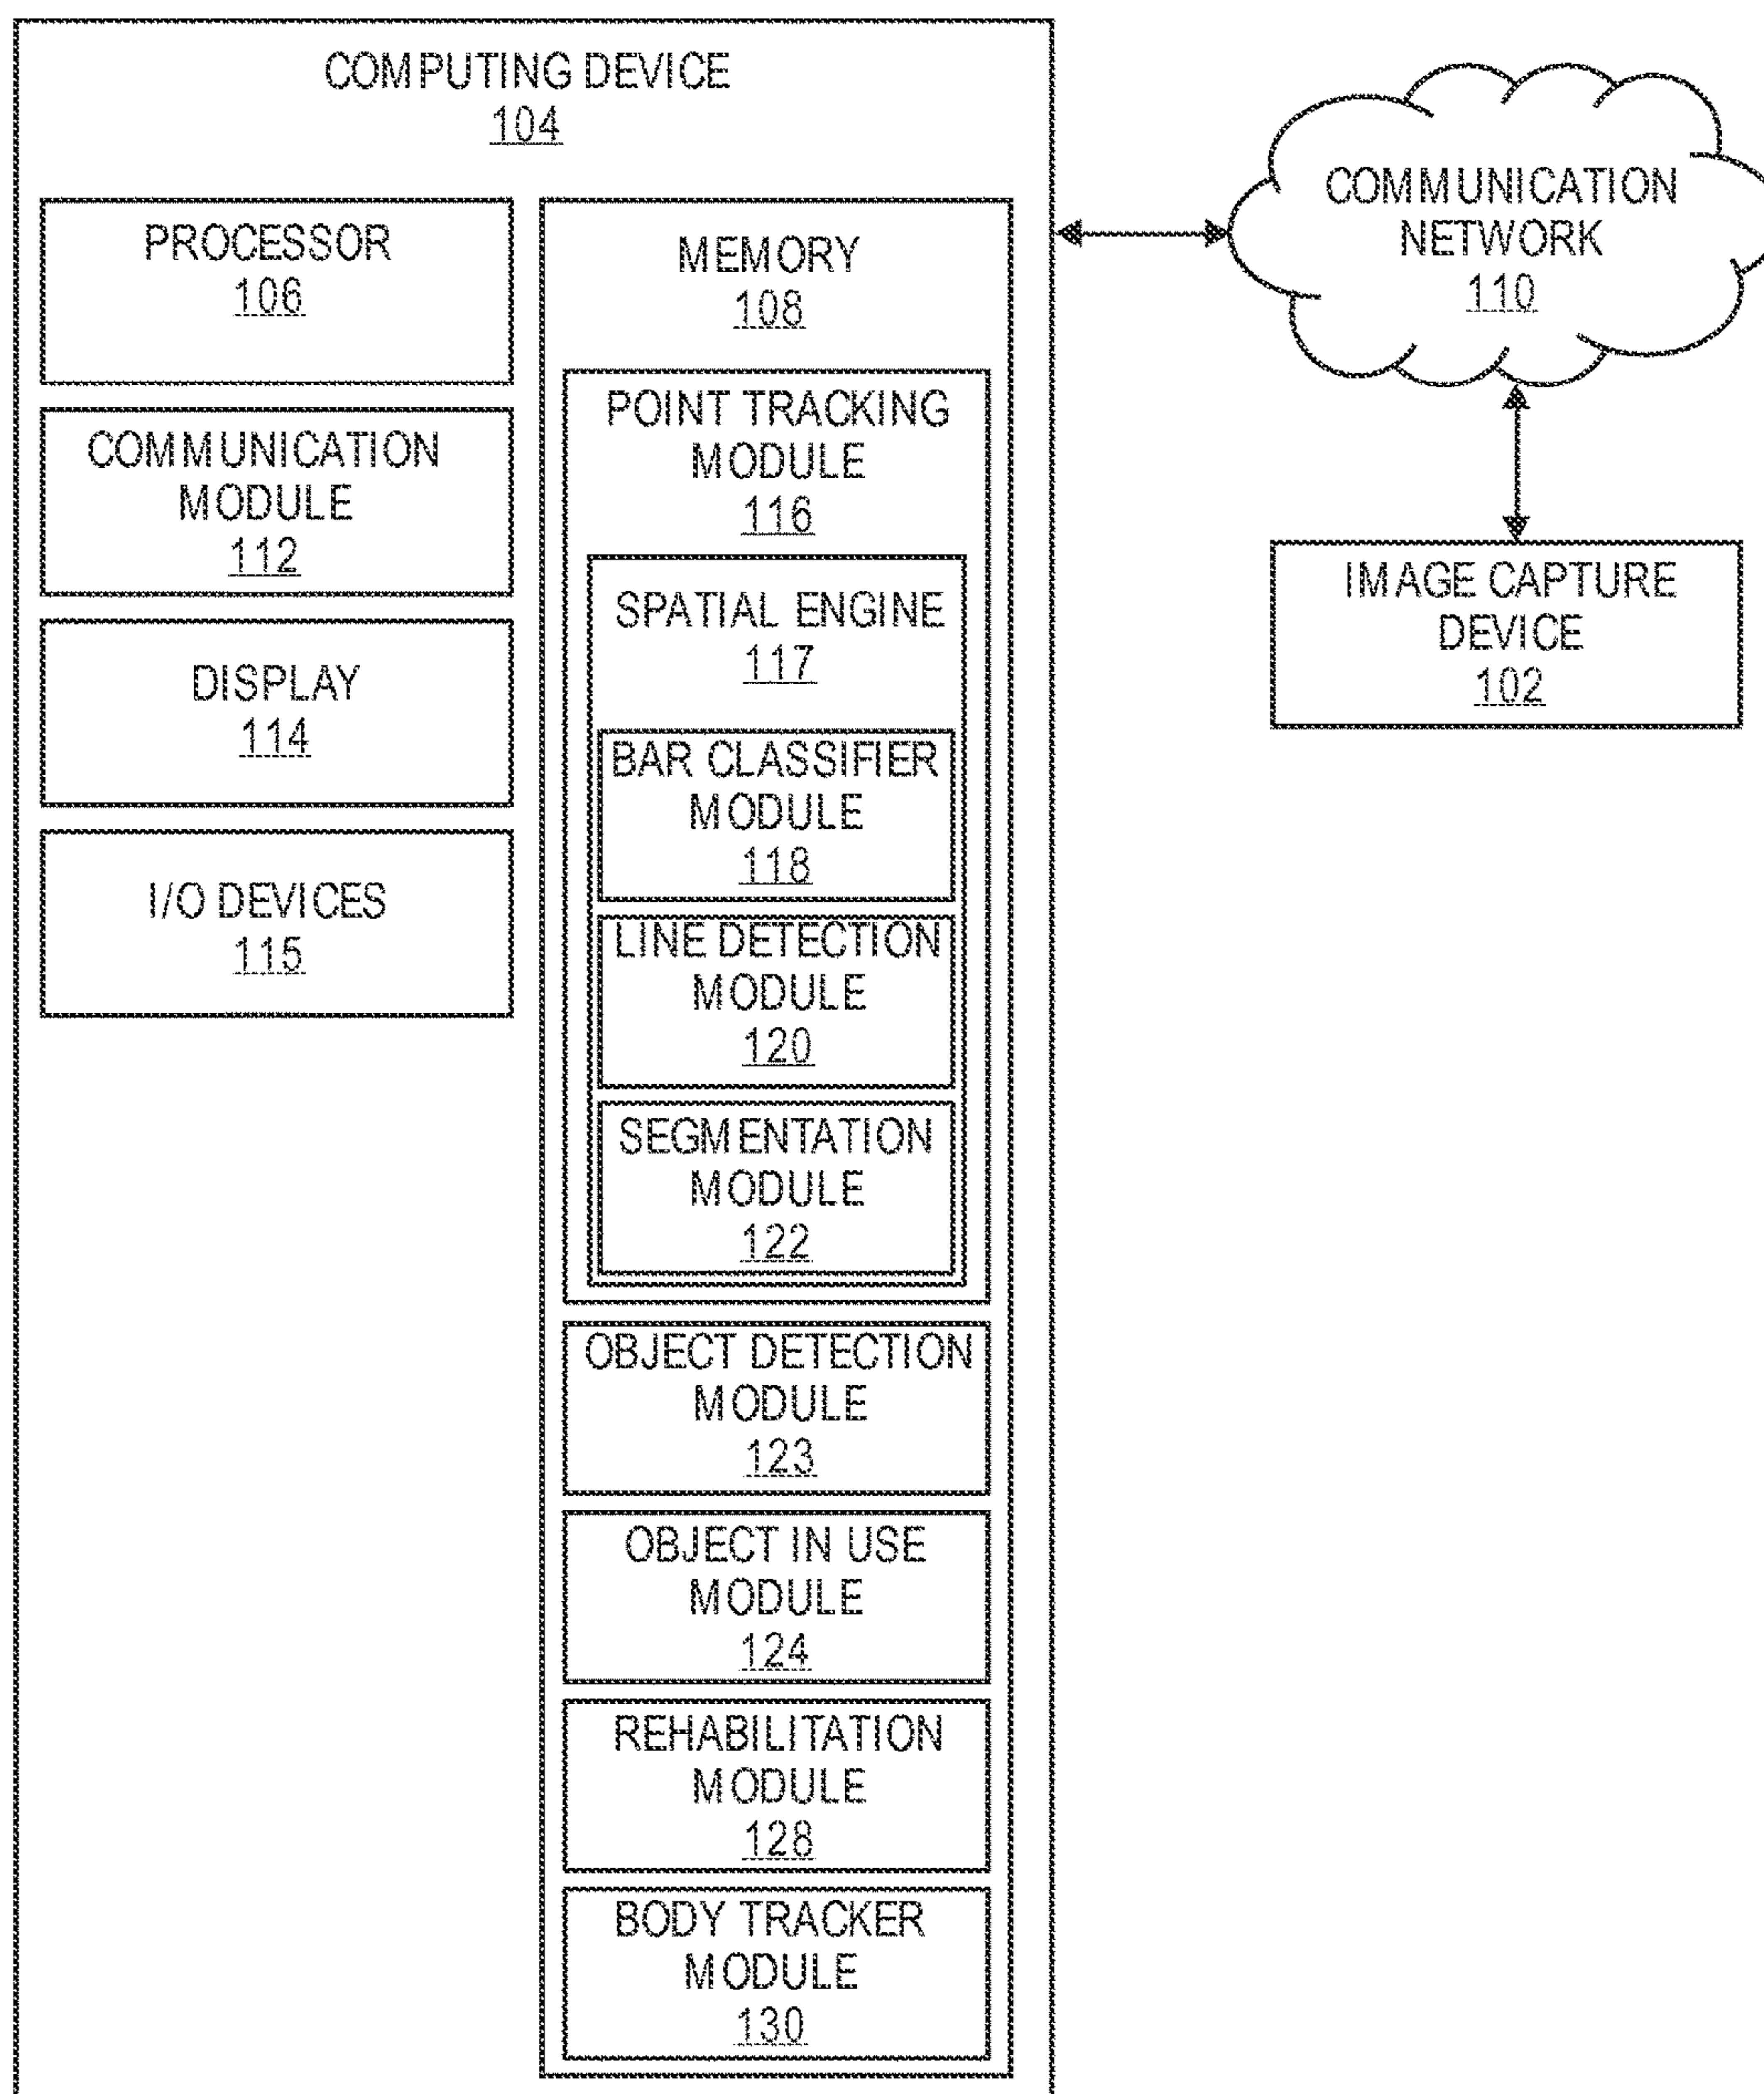 COMPUTING DEVICE
104
PROCESSOR
106
COMMUNICATION
MODULE
112
DISPLAY
114
I/O DEVICES
115
MEMORY
108
POINT TRACKING
MODULE
116
SPATIAL ENGINE
117
BAR CLASSIFIER
MODULE
118
LINE DETECTION
MODULE
120
SEGMENTATION
MODULE
122
OBJECT DETECTION
MODULE
123
OBJECT IN USE
MODULE
124
REHABILITATION
MODULE
128
BODY TRACKER
MODULE
130
COMMUNICATION
NETWORK
110
IMAGE CAPTURE
DEVICE
102